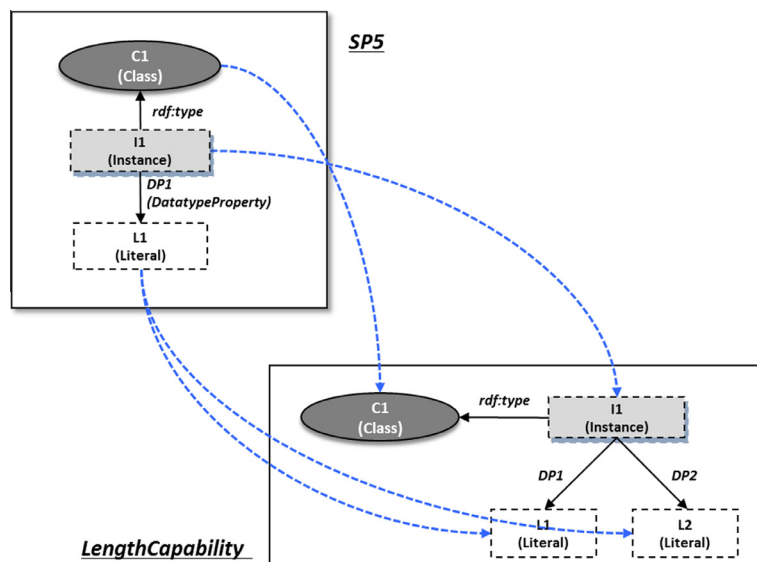 SP5
C1
(Class)
rdf:type
I1
(Instance)
DP1
(DatatypeProperty)
L1
(Literal)
C1
(Class)
rdf:type
I1
(Instance)
DP1
DP2
L1
(Literal)
L2
(Literal)
LengthCapability